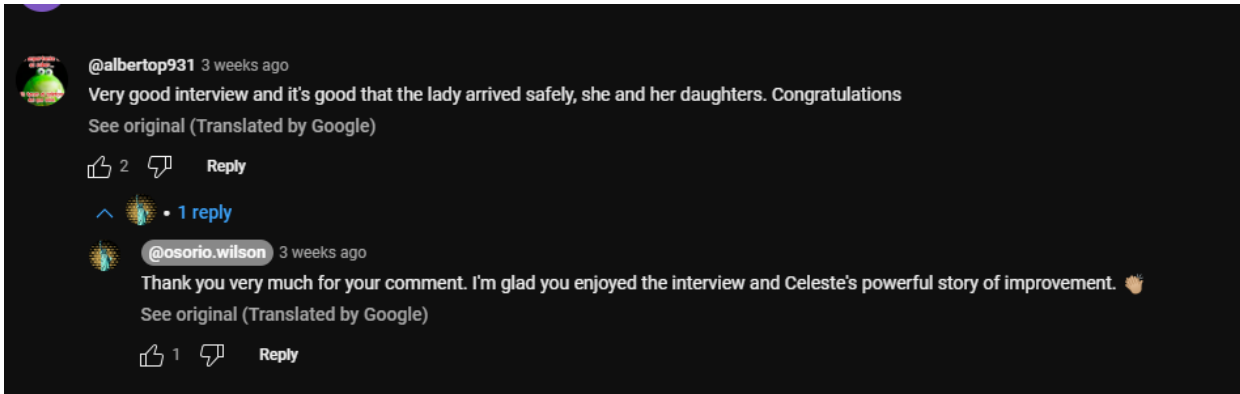 @albertop931 3 weeks ago
Very good interview and it's good that the lady arrived safely, she and her daughters. Congratulations
See original (Translated by Google)
2 Reply
• 1 reply
@osorio.wilson 3 weeks ago
Thank you very much for your comment. I'm glad you enjoyed the interview and Celeste's powerful story of improvement. 👏🏼
See original (Translated by Google)
1 Reply